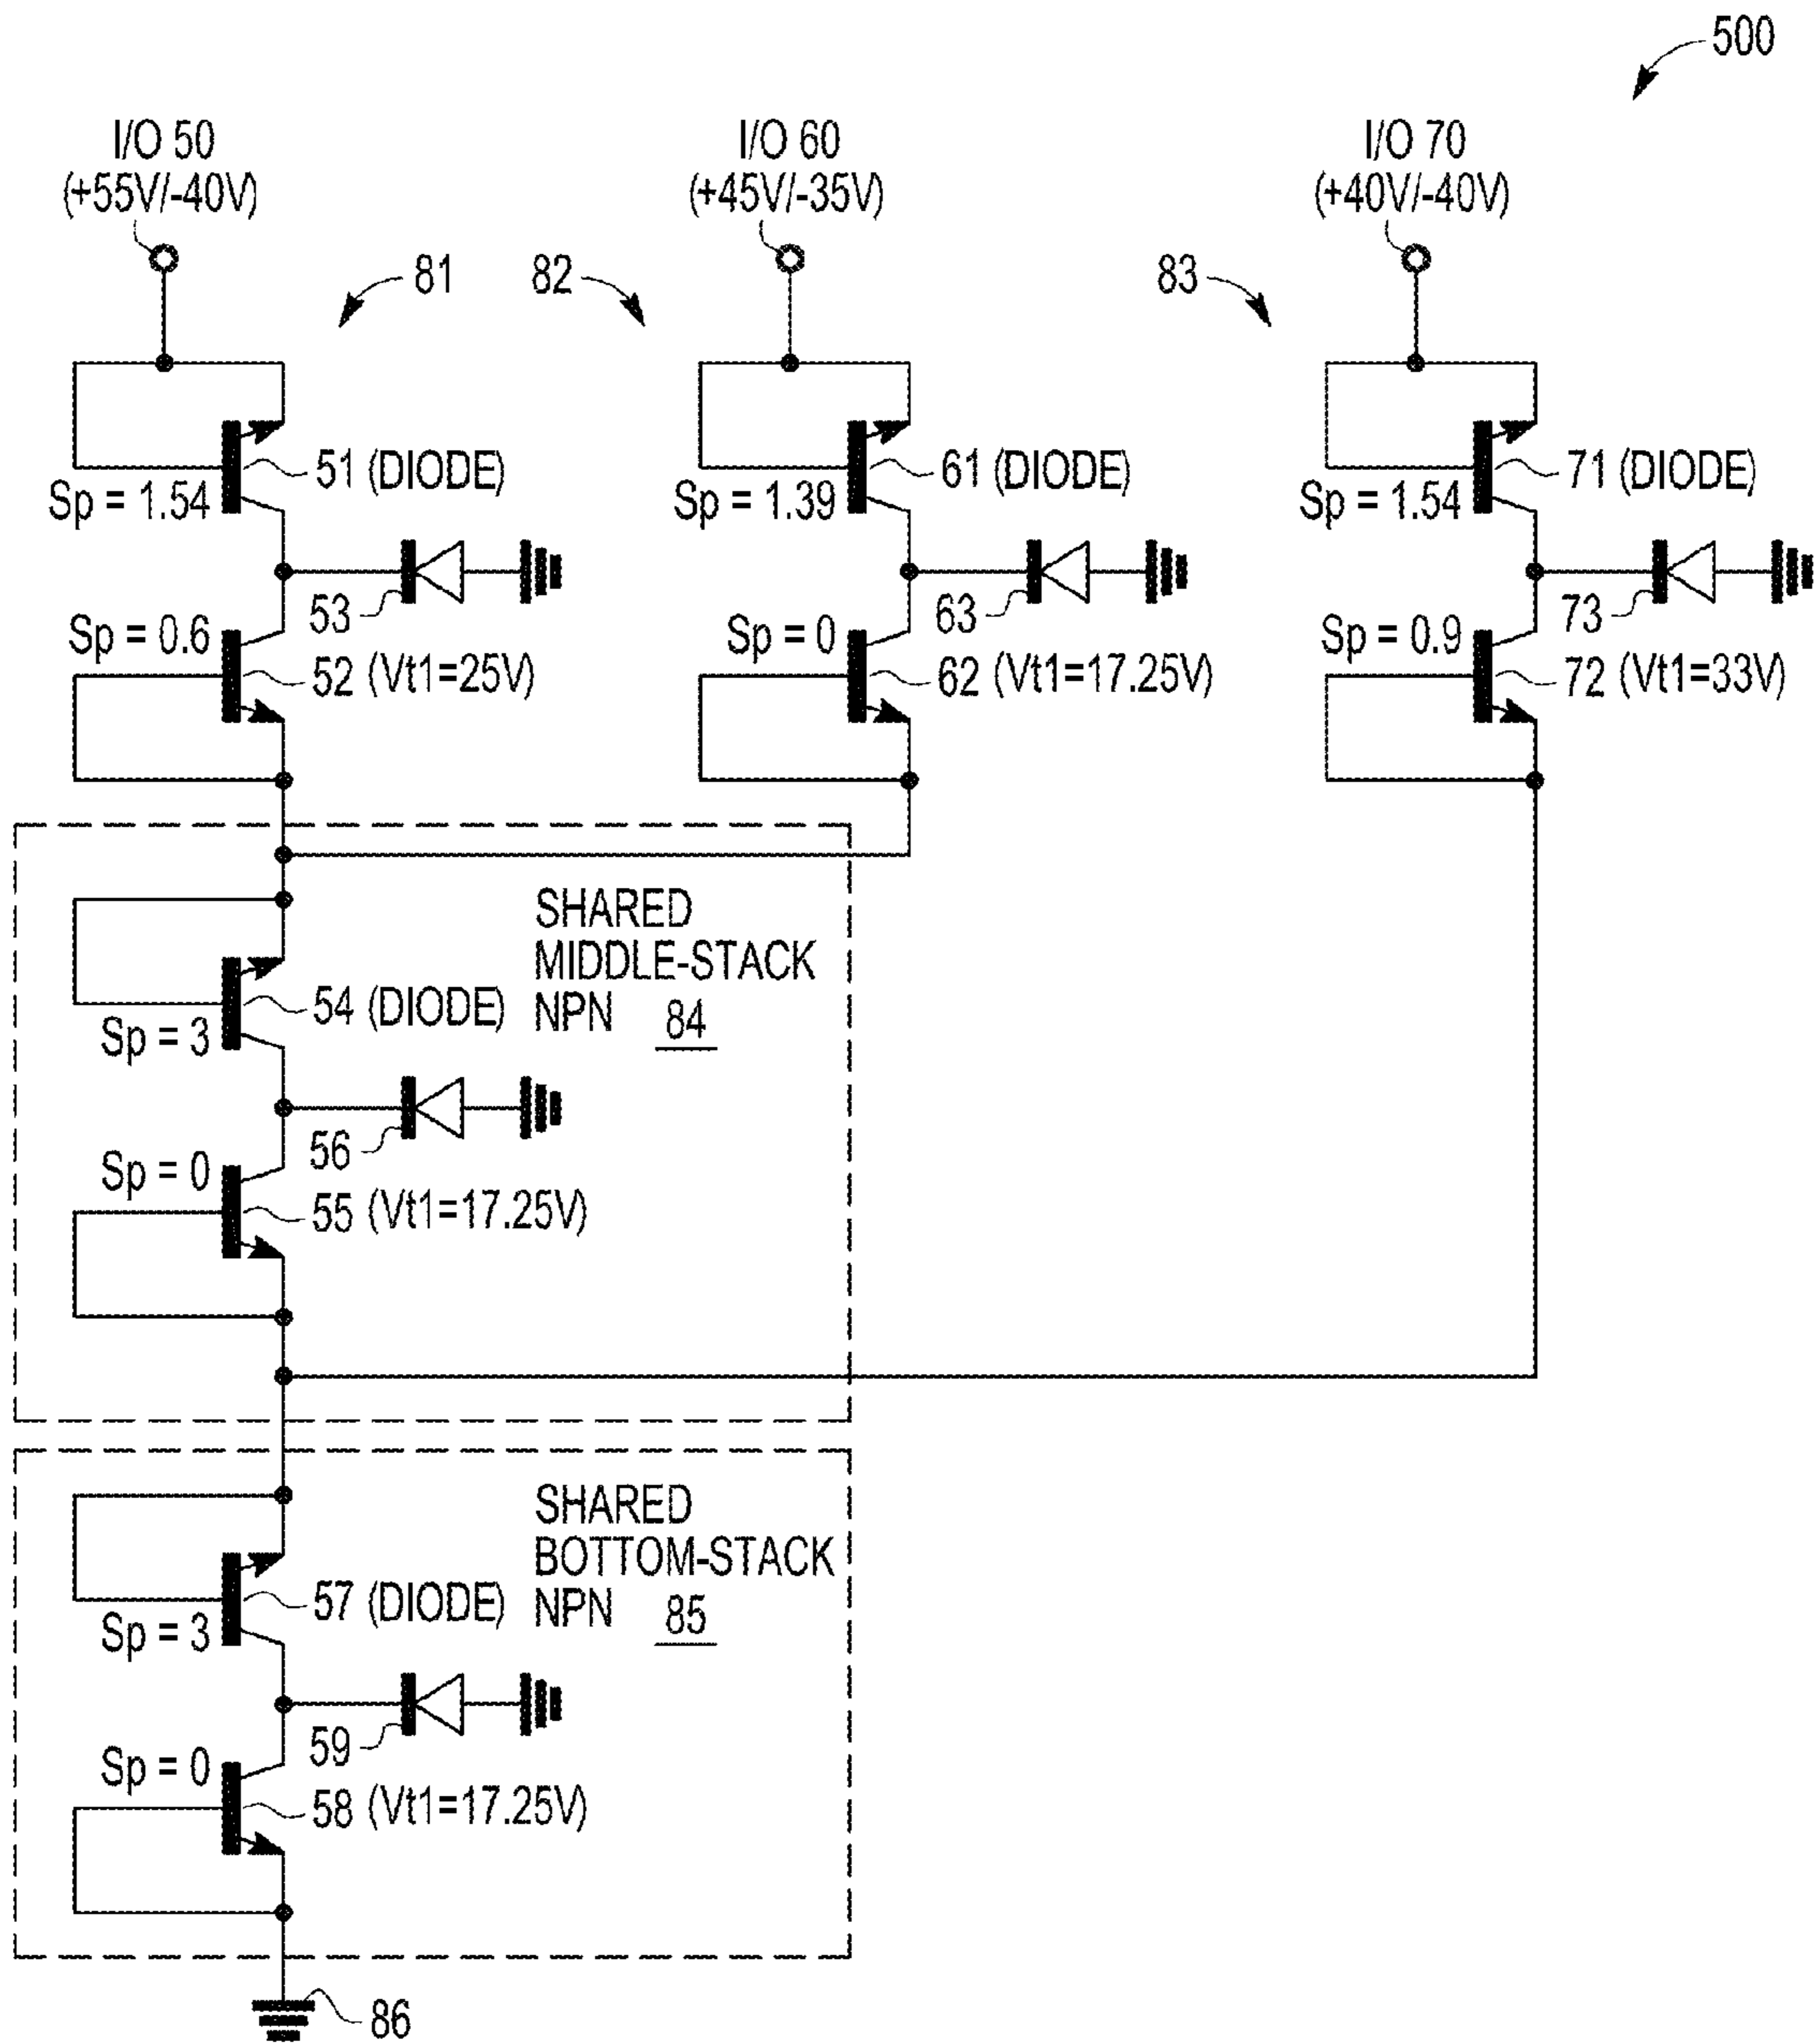 500
I/O 50
(+55V/-40V)
I/O 60
(+45V/-35V)
I/O 70
(+40V/-40V)
81
82
83
51 (DIODE)
Sp = 1.54
61 (DIODE)
Sp = 1.39
71 (DIODE)
Sp = 1.54
53
63
73
Sp = 0.6
52 (Vt1=25V)
Sp = 0
62 (Vt1=17.25V)
Sp = 0.9
72 (Vt1=33V)
SHARED
MIDDLE-STACK
NPN 84
54 (DIODE)
Sp = 3
56
Sp = 0
55 (Vt1=17.25V)
SHARED
BOTTOM-STACK
NPN 85
57 (DIODE)
Sp = 3
59
Sp = 0
58 (Vt1=17.25V)
86